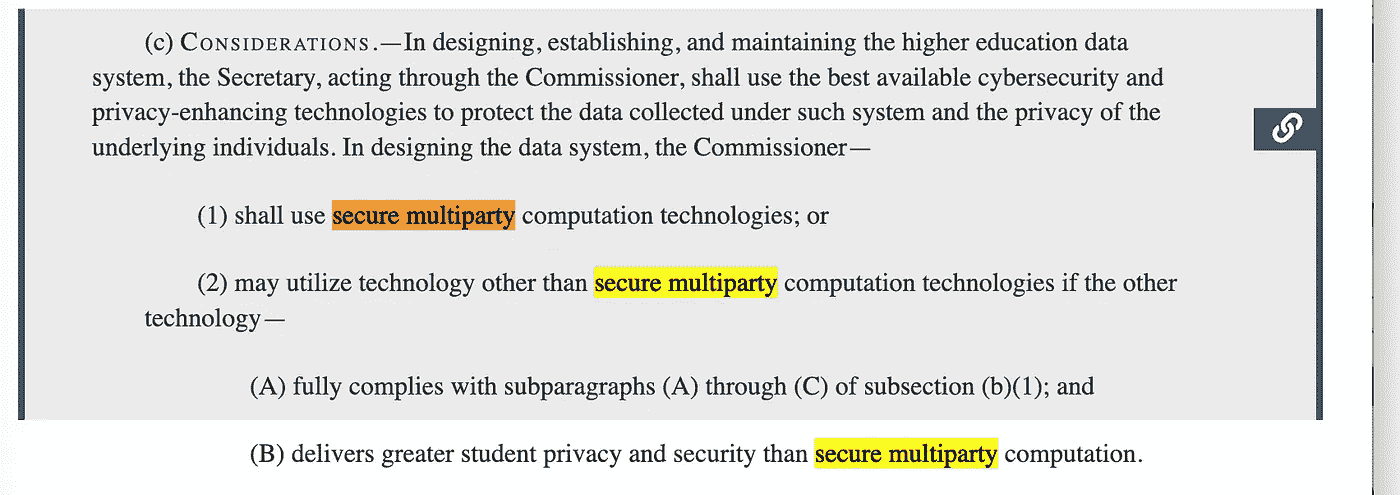 (c) CONSIDERATIONS.—In designing, establishing, and maintaining the higher education data
system, the Secretary, acting through the Commissioner, shall use the best available cybersecurity and
privacy-enhancing technologies to protect the data collected under such system and the privacy of the
underlying individuals. In designing the data system, the Commissioner—
(1) shall use secure multiparty computation technologies; or
(2) may utilize technology other than secure multiparty computation technologies if the other
technology—
(A) fully complies with subparagraphs (A) through (C) of subsection (b)(1); and
(B) delivers greater student privacy and security than secure multiparty computation.